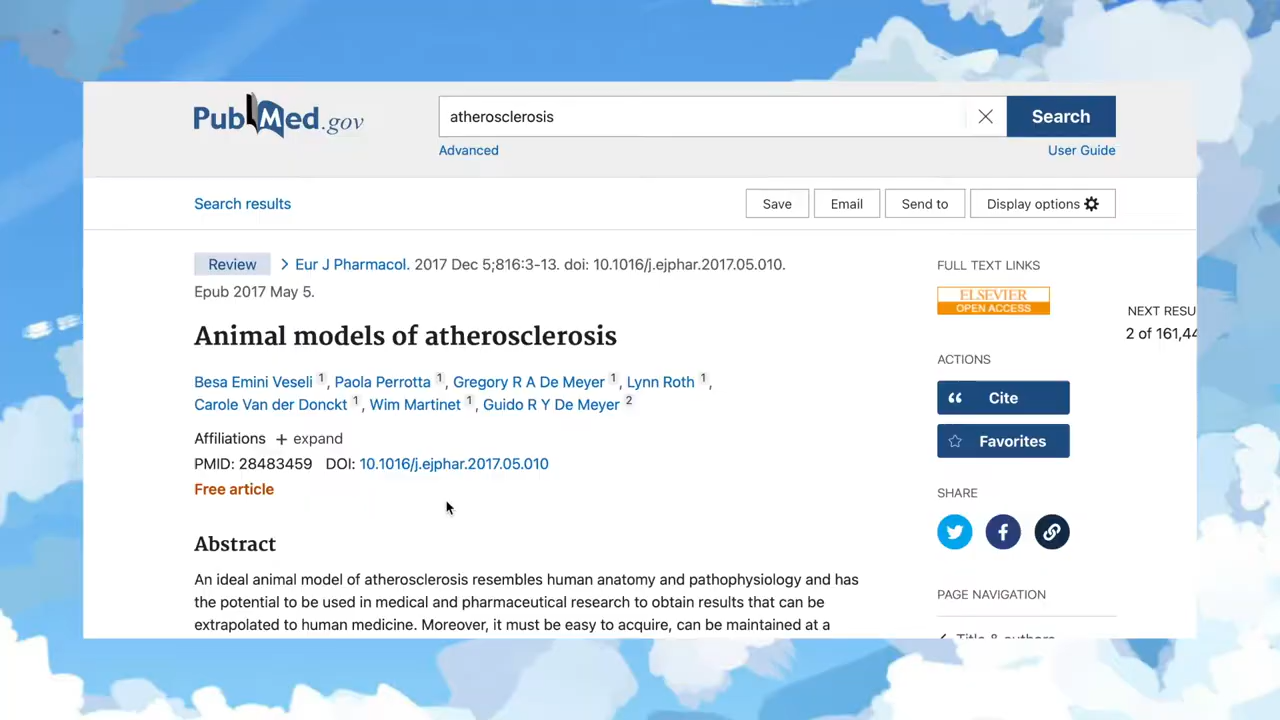 PubMed.gov
atherosclerosis
Search
Advanced
User Guide
Search results
Save
Email
Send to
Display options
Review
Eur J Pharmacol. 2017 Dec 5;816:3-13. doi: 10.1016/j.ejphar.2017.05.010.
Epub 2017 May 5.
Animal models of atherosclerosis
Besa Emini Veseli 1, Paola Perrotta 1, Gregory R A De Meyer 1, Lynn Roth 1,
Carole Van der Donckt 1, Wim Martinet 1, Guido R Y De Meyer 2
Affiliations + expand
PMID: 28483459 DOI: 10.1016/j.ejphar.2017.05.010
Free article
Abstract
An ideal animal model of atherosclerosis resembles human anatomy and pathophysiology and has
the potential to be used in medical and pharmaceutical research to obtain results that can be
extrapolated to human medicine. Moreover, it must be easy to acquire, can be maintained at a
FULL TEXT LINKS
ELSEVIER
OPEN ACCESS
NEXT RESU
2 of 161,44
ACTIONS
Cite
Favorites
SHARE
PAGE NAVIGATION
Title & authors